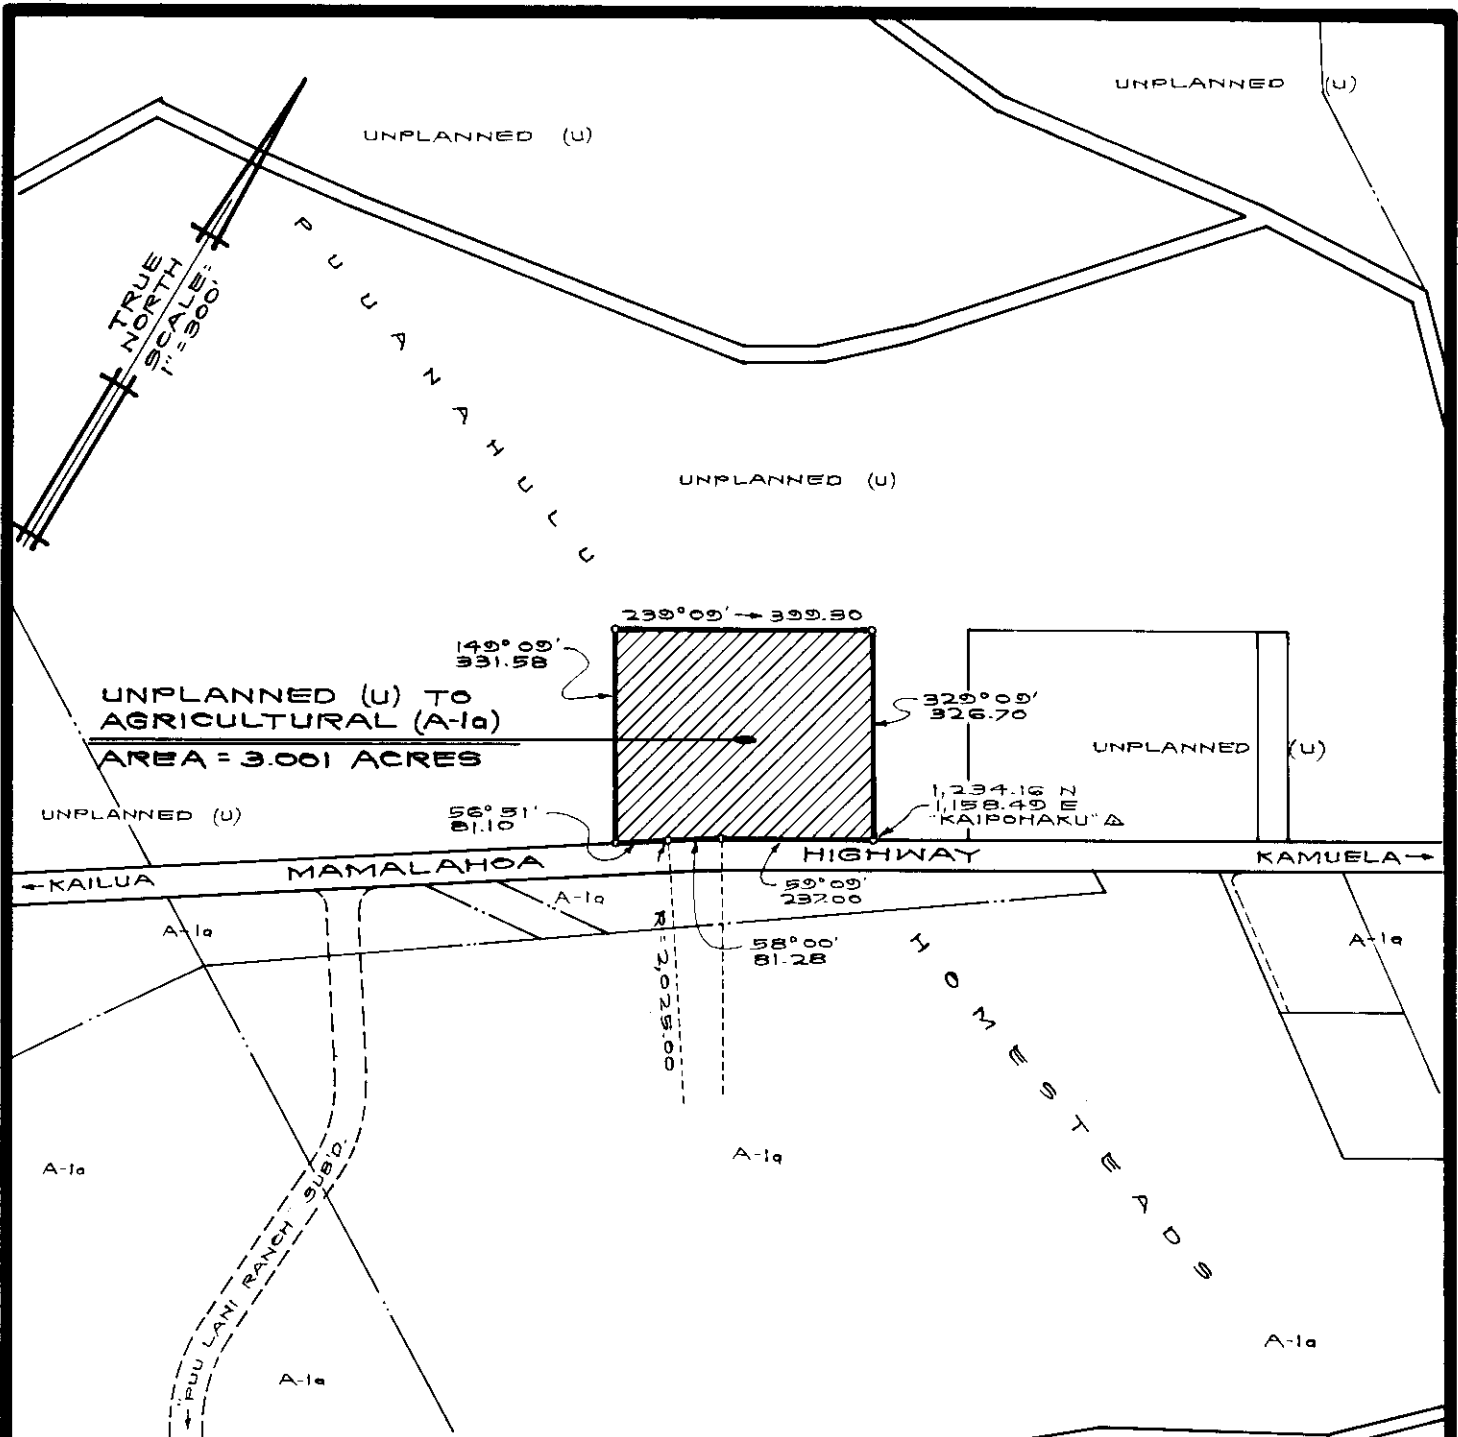 UNPLANNED (U)
UNPLANNED (U)
TRUE
NORTH
SCALE:
1" = 300'
PUUANAHULU
UNPLANNED (U)
239° 09' → 399.30
149° 09'
331.58
UNPLANNED (U) TO
AGRICULTURAL (A-1a)
AREA = 3.001 ACRES
329° 09'
326.70
UNPLANNED (U)
1,234.16 N
1,158.49 E
"KAIPOHAKU" △
UNPLANNED (U)
56° 51'
81.10
MAMALAHOA HIGHWAY
← KAILUA
KAMUELA →
59° 09'
237.00
A-1a
A-1a
58° 00'
81.28
R = 2,025.00
A-1a
HOMESTEADS
A-1a
A-1a
"PUU LANI RANCH" SUB'D.
A-1a
A-1a